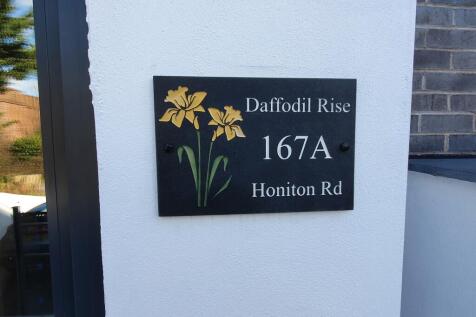 Daffodil Rise
167A
Honiton Rd